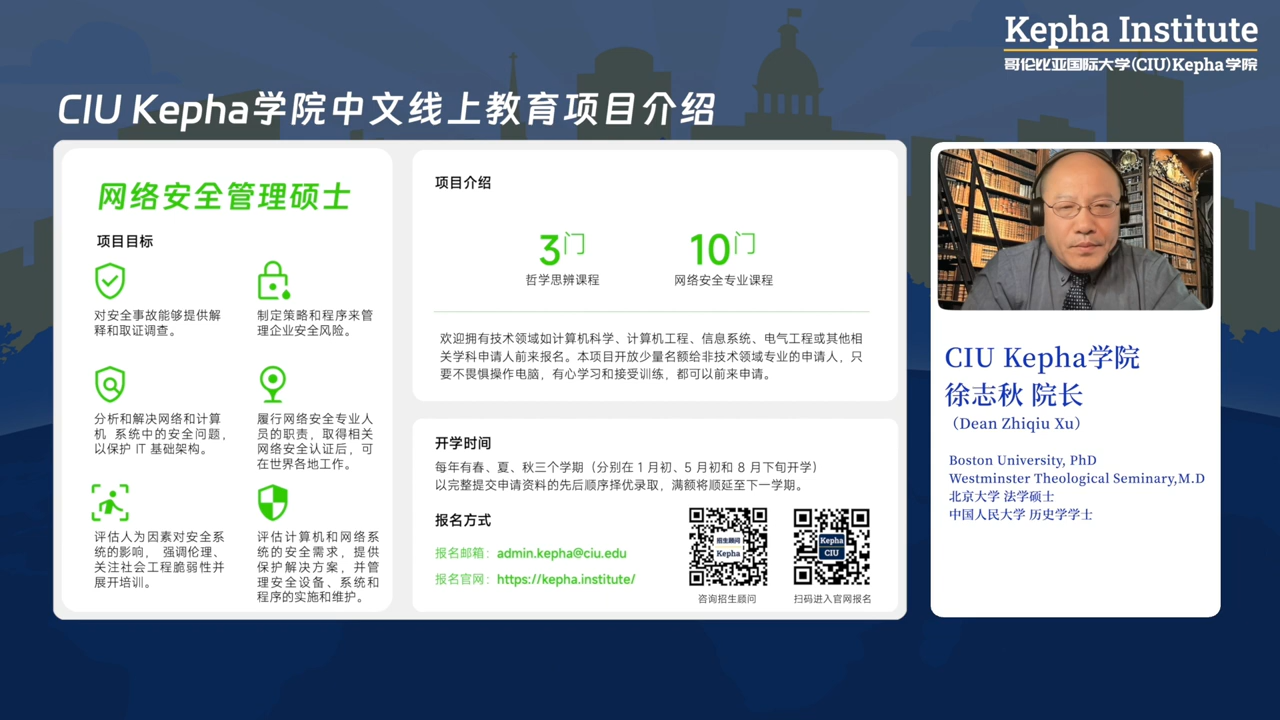 Kepha Institute
哥伦比亚国际大学(CIU)Kepha学院
CIU Kepha学院中文线上教育项目介绍
网络安全管理硕士
项目目标
对安全事故能够提供解
释和取证调查。
制定策略和程序来管
理企业安全风险。
分析和解决网络和计算
机 系统中的安全问题，
以保护 IT 基础架构。
履行网络安全专业人
员的职责，取得相关
网络安全认证后，可
在世界各地工作。
评估人为因素对安全系
统的影响， 强调伦理、
关注社会工程脆弱性并
展开培训。
评估计算机和网络系
统的安全需求，提供
保护解决方案，并管
理安全设备、系统和
程序的实施和维护。
项目介绍
3门
哲学思辨课程
10门
网络安全专业课程
欢迎拥有技术领域如计算机科学、计算机工程、信息系统、电气工程或其他相
关学科申请人前来报名。本项目开放少量名额给非技术领域专业的申请人，只
要不畏惧操作电脑，有心学习和接受训练，都可以前来申请。
开学时间
每年有春、夏、秋三个学期（分别在 1 月初、5 月初和 8 月下旬开学）
以完整提交申请资料的先后顺序择优录取，满额将顺延至下一学期。
报名方式
报名邮箱：admin.kepha@ciu.edu
报名官网：https://kepha.institute/
招生顾问
Kepha
咨询招生顾问
Kepha
CIU
扫码进入官网报名
CIU Kepha学院
徐志秋 院长
（Dean Zhiqiu Xu）
Boston University, PhD
Westminster Theological Seminary,M.D
北京大学 法学硕士
中国人民大学 历史学学士